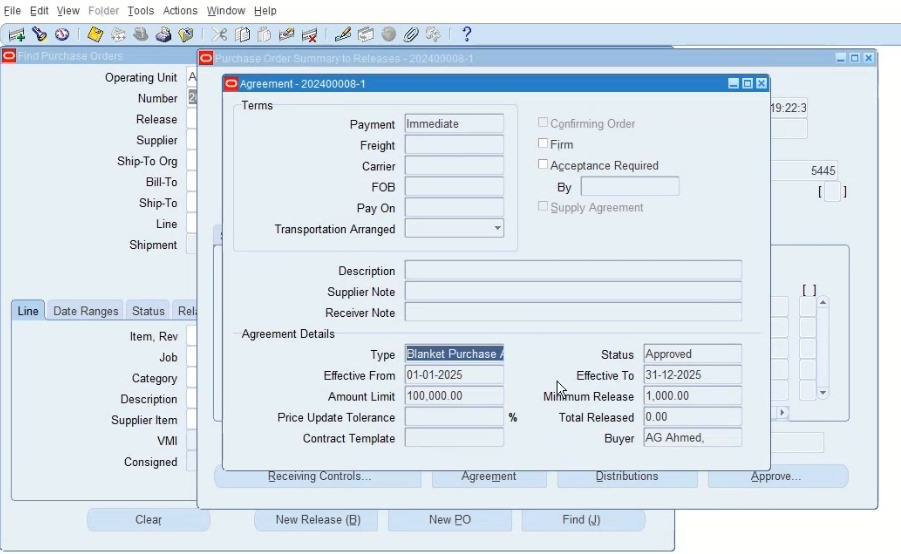 File Edit View Folder Tools Actions Window Help
Find Purchase Orders
Operating Unit A
Number 2
Release
Supplier
Ship-To Org
Bill-To
Ship-To
Line
Shipment
Line Date Ranges Status Rel
Item, Rev
Job
Category
Description
Supplier Item
VMI
Consigned
Clear New Release (B) New PO Find (J)
Purchase Order Summary to Releases - 202400008-1
19:22:3
5445
[ ]
[ ]
Receiving Controls... Agreement Distributions Approve...
Agreement - 202400008-1
Terms
Payment Immediate
Freight
Carrier
FOB
Pay On
Transportation Arranged
Confirming Order
Firm
Acceptance Required
By
Supply Agreement
Description
Supplier Note
Receiver Note
Agreement Details
Type Blanket Purchase A Status Approved
Effective From 01-01-2025 Effective To 31-12-2025
Amount Limit 100,000.00 Minimum Release 1,000.00
Price Update Tolerance % Total Released 0.00
Contract Template Buyer AG Ahmed,